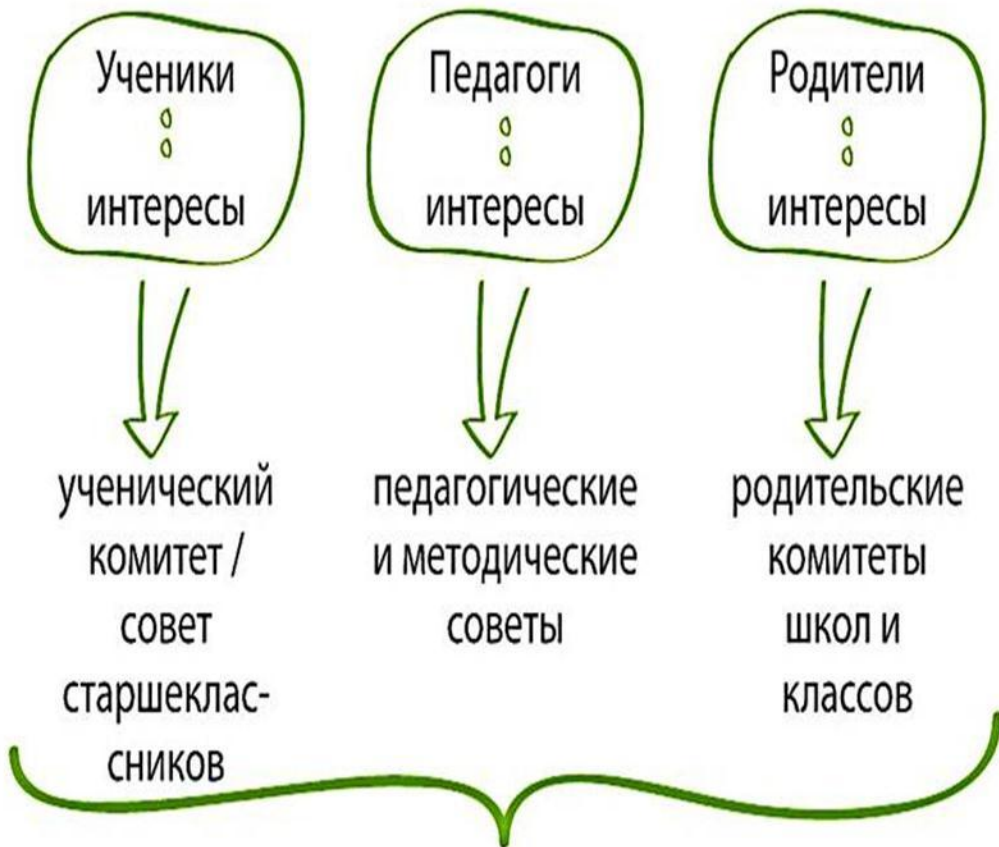 Ученики
интересы
Педагоги
интересы
Родители
интересы
ученический
комитет /
совет
старшеклас-
сников
педагогические
и методические
советы
родительские
комитеты
школ и
классов